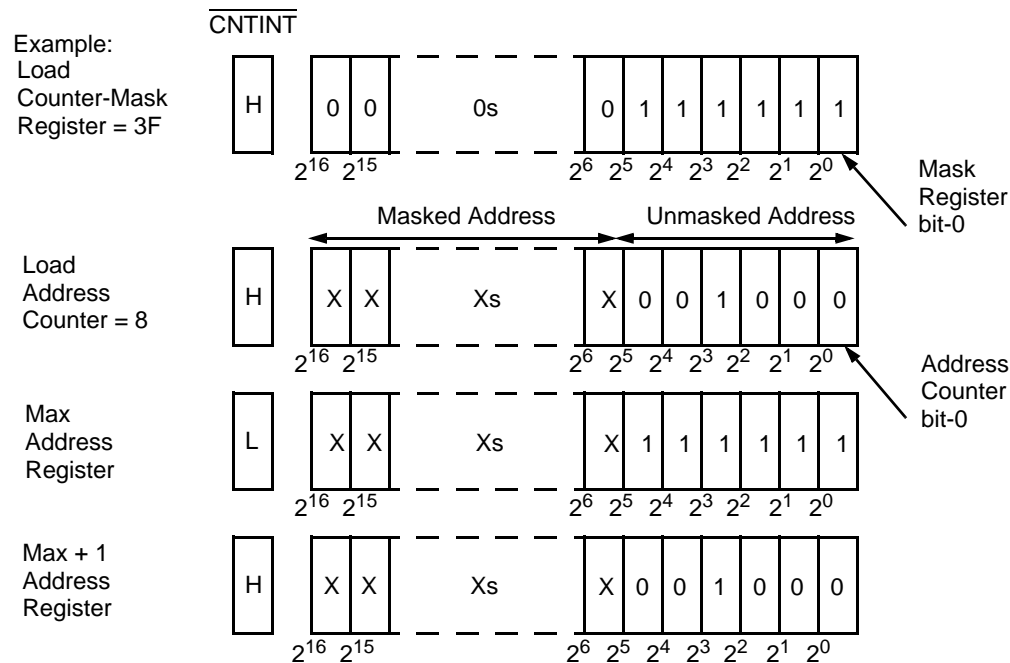 CNTINT
Example:
Load
Counter-Mask
Register = 3F
H 0 0 0s 0 1 1 1 1 1 1
2^16 2^15 2^6 2^5 2^4 2^3 2^2 2^1 2^0
Mask
Register
bit-0
Masked Address Unmasked Address
Load
Address
Counter = 8
H X X Xs X 0 0 1 0 0 0
2^16 2^15 2^6 2^5 2^4 2^3 2^2 2^1 2^0
Address
Counter
bit-0
Max
Address
Register
L X X Xs X 1 1 1 1 1 1
2^16 2^15 2^6 2^5 2^4 2^3 2^2 2^1 2^0
Max + 1
Address
Register
H X X Xs X 0 0 1 0 0 0
2^16 2^15 2^6 2^5 2^4 2^3 2^2 2^1 2^0